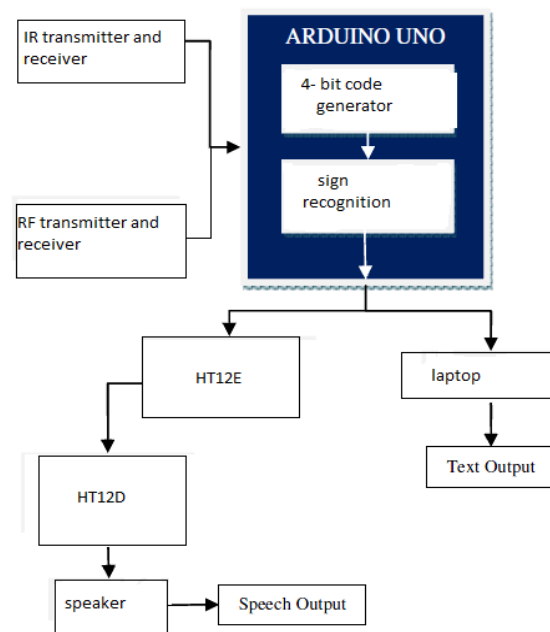 IR transmitter and
receiver
RF transmitter and
receiver
ARDUINO UNO
4- bit code
generator
sign
recognition
HT12E
laptop
Text Output
HT12D
speaker
Speech Output